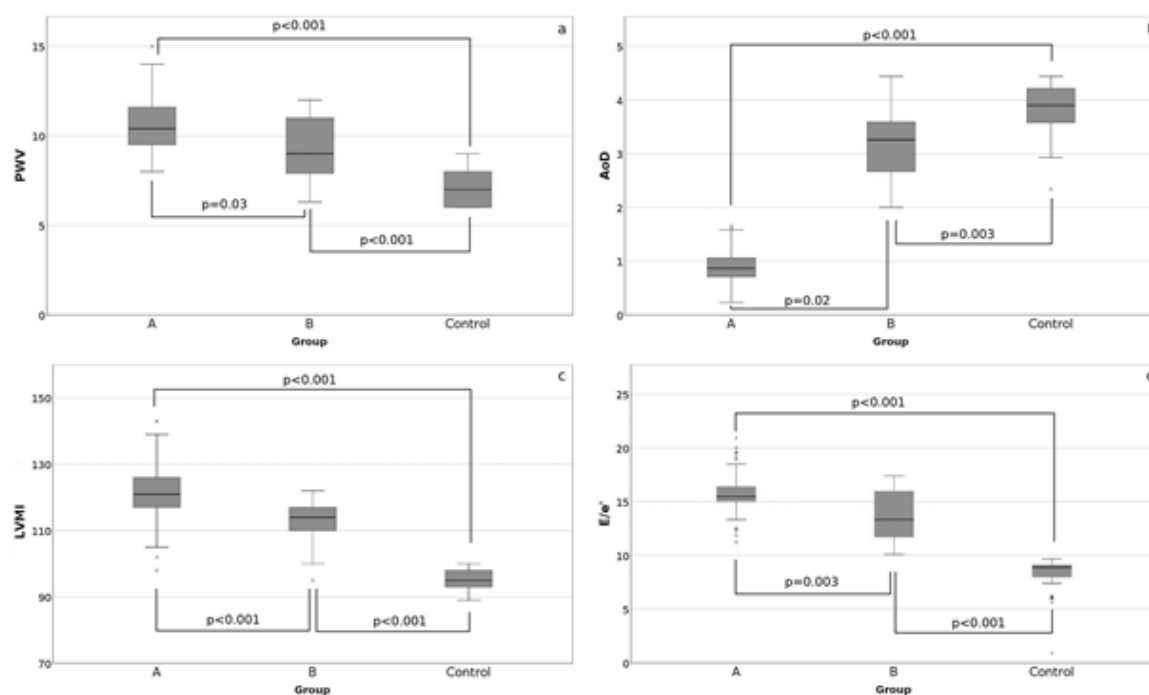 p<0.001
a
15
10
5
0
PWV
p=0.03
p<0.001
A
B
Control
Group
p<0.001
5
4
3
2
1
0
AoD
p=0.003
p=0.02
A
B
Control
Group
p<0.001
c
150
130
110
90
70
LVMI
p<0.001
p<0.001
A
B
Control
Group
p<0.001
25
20
15
10
5
0
E/e'
p=0.003
p<0.001
A
B
Control
Group